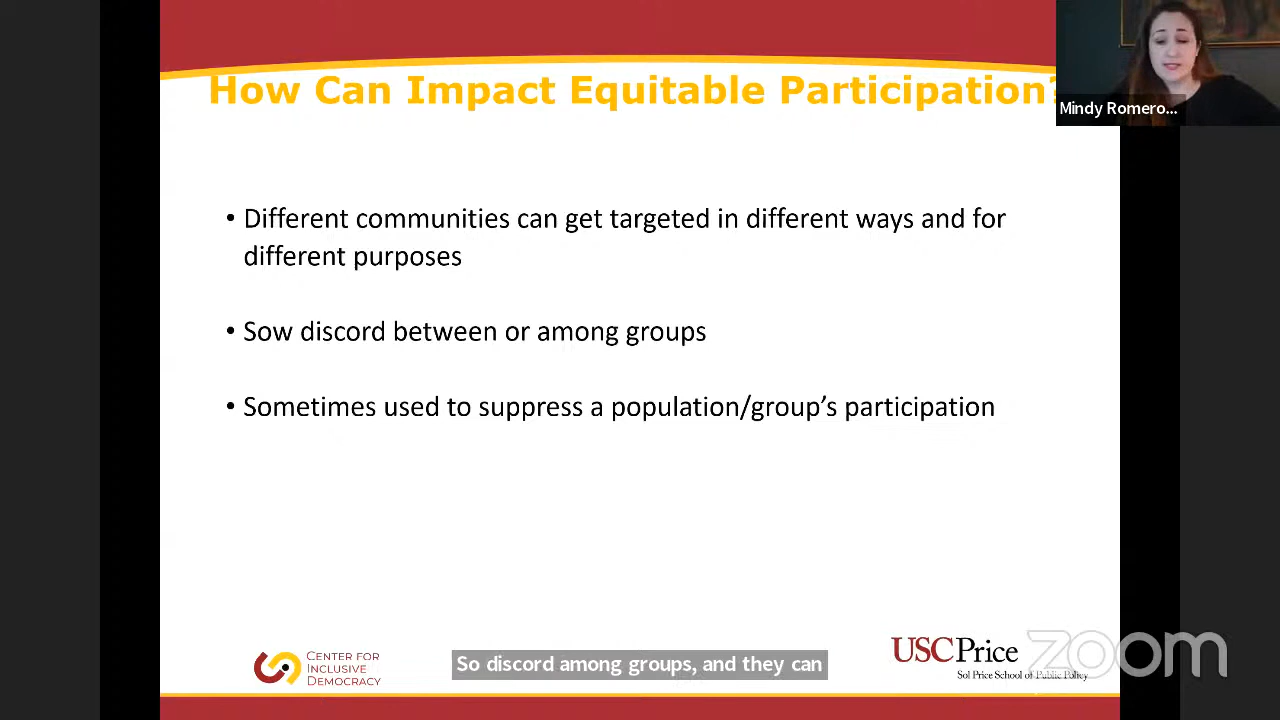 How Can Impact Equitable Participation?
Mindy Romero...
• Different communities can get targeted in different ways and for
different purposes
• Sow discord between or among groups
• Sometimes used to suppress a population/group's participation
CENTER FOR
INCLUSIVE
DEMOCRACY
So discord among groups, and they can
USC Price
Sol Price School of Public Policy
zoom